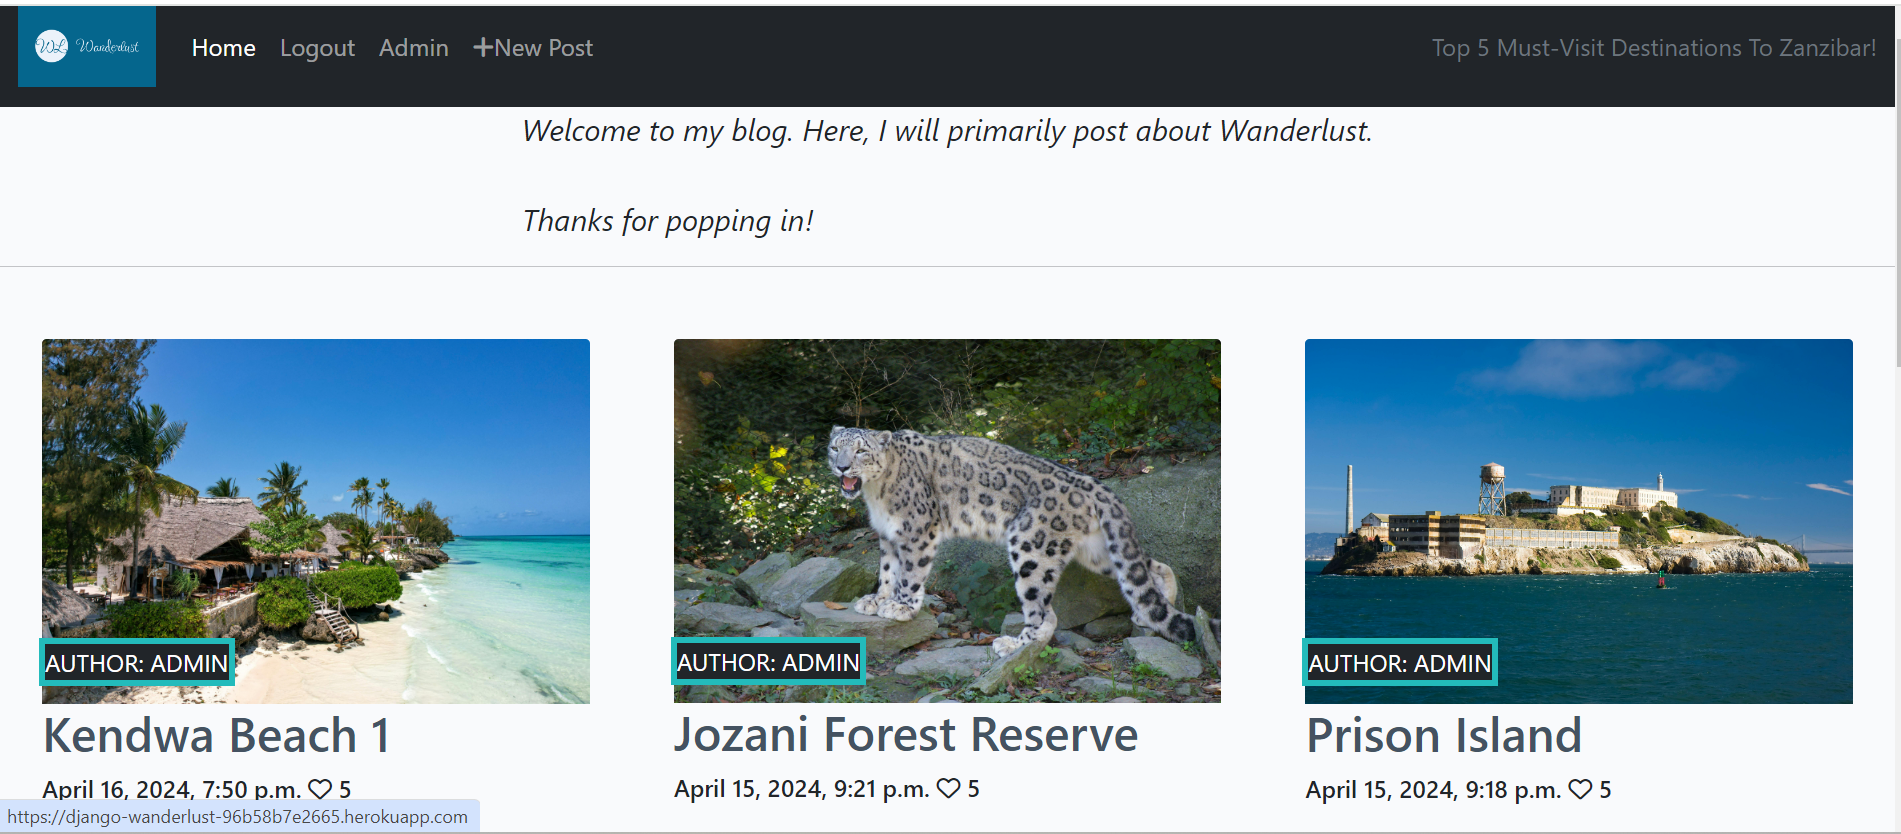 WL Wanderlust
Home Logout Admin +New Post
Top 5 Must-Visit Destinations To Zanzibar!
Welcome to my blog. Here, I will primarily post about Wanderlust.
Thanks for popping in!
AUTHOR: ADMIN
Kendwa Beach 1
April 16, 2024, 7:50 p.m. ♡ 5
AUTHOR: ADMIN
Jozani Forest Reserve
April 15, 2024, 9:21 p.m. ♡ 5
AUTHOR: ADMIN
Prison Island
April 15, 2024, 9:18 p.m. ♡ 5
https://django-wanderlust-96b58b7e2665.herokuapp.com